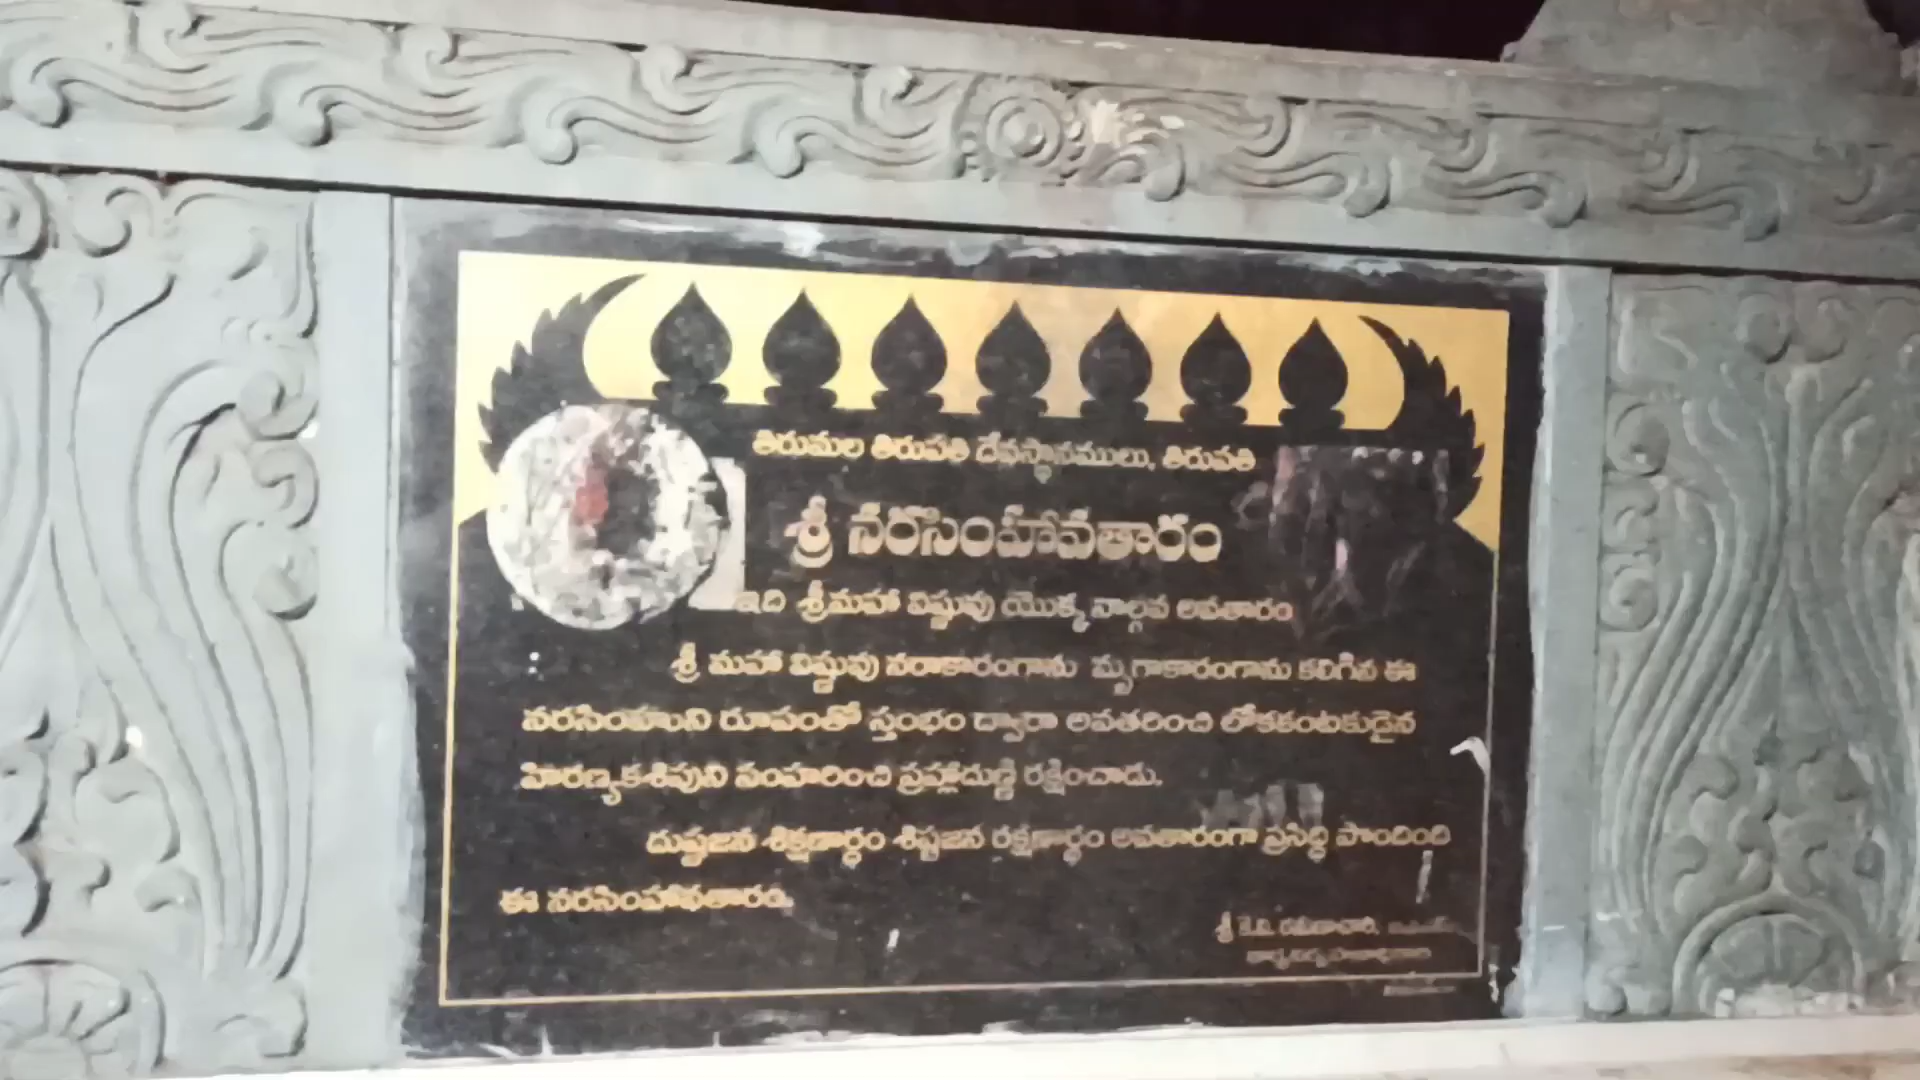 తిరుమల తిరుపతి దేవస్థానములు, తిరుపతి
శ్రీ నరసింహావతారం
ఇది శ్రీమహా విష్ణువు యొక్క నాల్గవ అవతారం
శ్రీ మహా విష్ణువు నరాకారంగాను మృగాకారంగాను కలిగిన ఈ
నరసింహుని రూపంతో స్తంభం ద్వారా అవతరించి లోకకంటకుడైన
హిరణ్యకశిపుని సంహరించి ప్రహ్లాదుణ్ణి రక్షించాడు.
దుష్టజన శిక్షణార్థం శిష్టజన రక్షణార్థం అవతారంగా ప్రసిద్ధి పొందింది
ఈ నరసింహావతారం.
శ్రీ కె.వి. రమణాచారి,